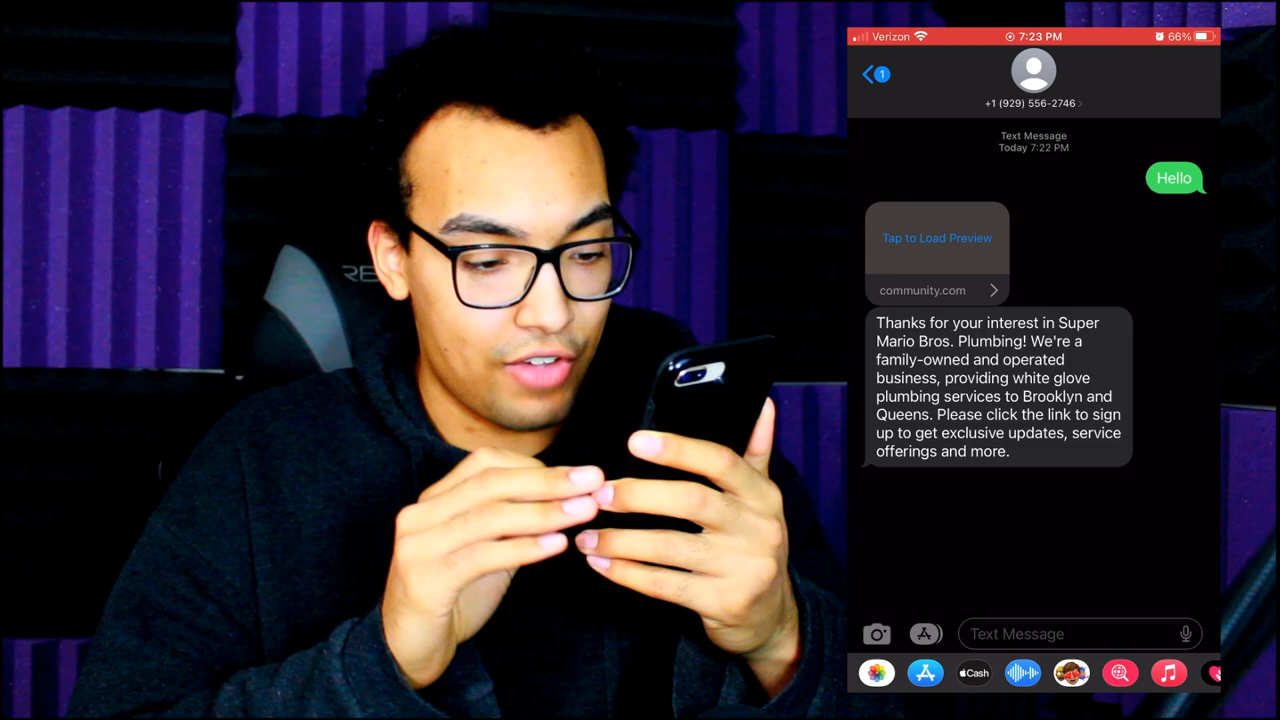 RE
Verizon
7:23 PM
66%
1
+1 (929) 556-2746
Text Message
Today 7:22 PM
Hello
Tap to Load Preview
community.com
Thanks for your interest in Super
Mario Bros. Plumbing! We're a
family-owned and operated
business, providing white glove
plumbing services to Brooklyn and
Queens. Please click the link to sign
up to get exclusive updates, service
offerings and more.
Text Message
Cash